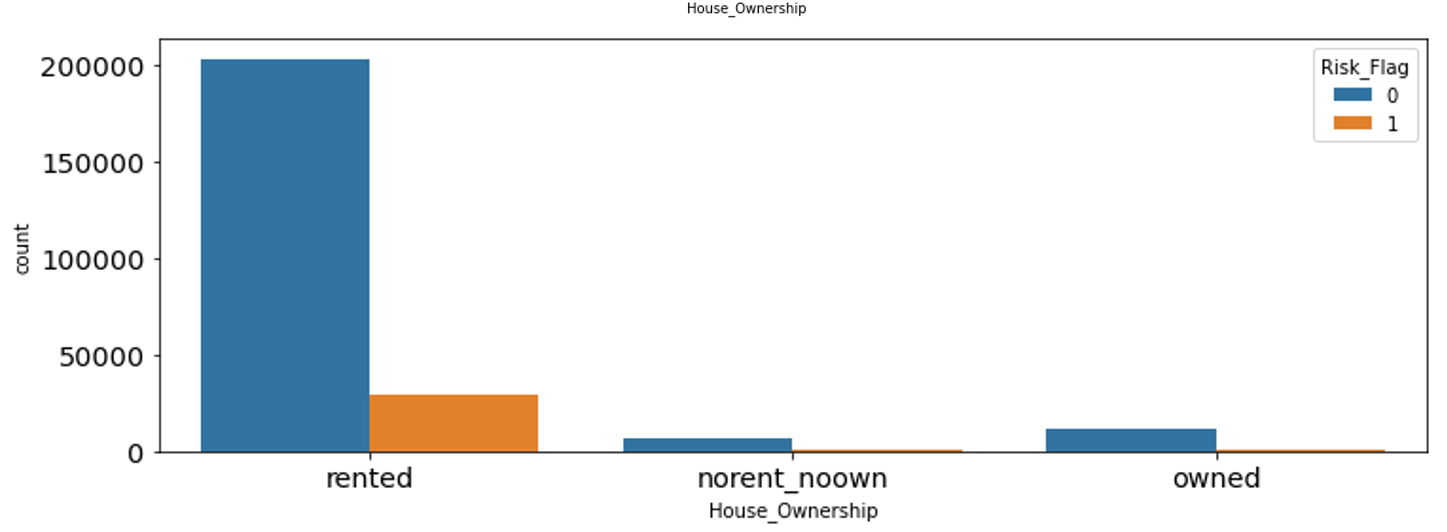 House_Ownership
200000
150000
100000
50000
0
count
Risk_Flag
0
1
rented norent_noown owned
House_Ownership